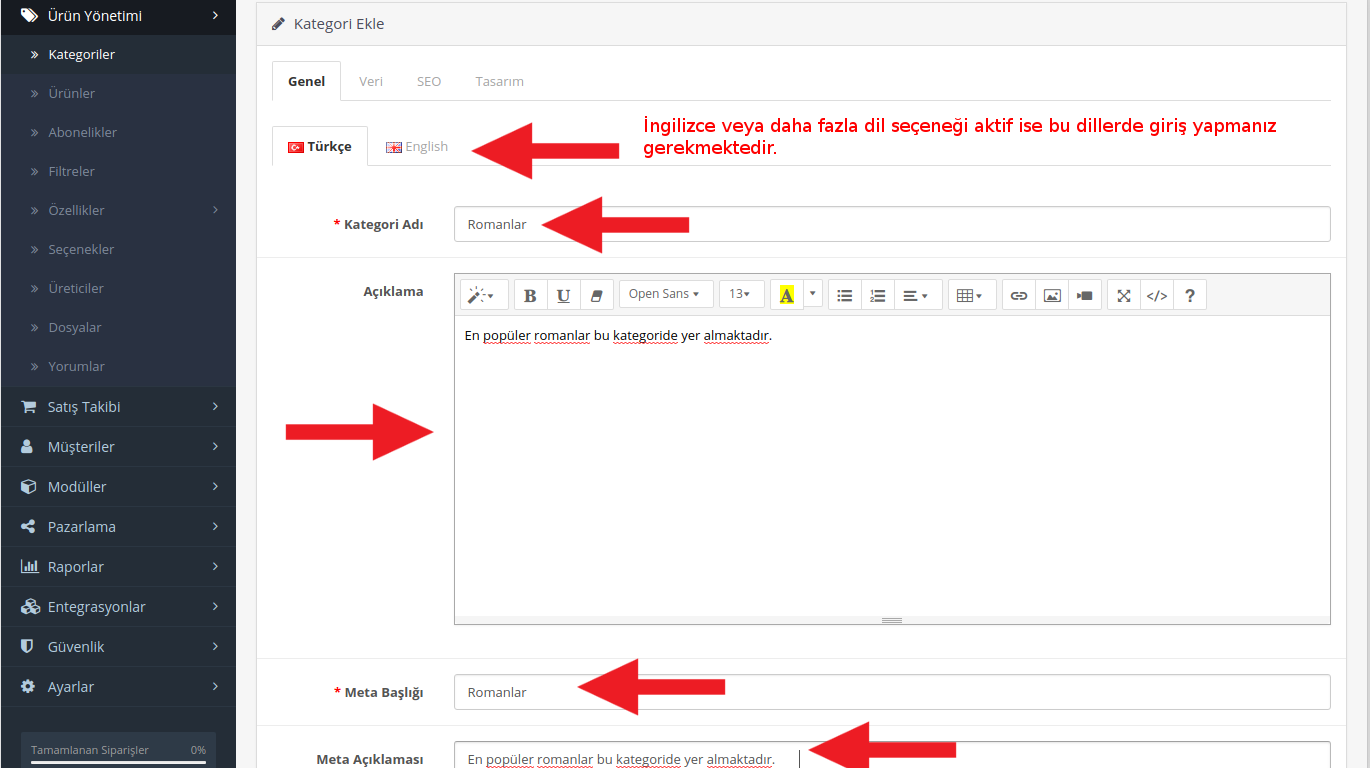 Ürün Yönetimi
Kategoriler
Ürünler
Abonelikler
Filtreler
Özellikler
Seçenekler
Üreticiler
Dosyalar
Yorumlar
Satış Takibi
Müşteriler
Modüller
Pazarlama
Raporlar
Entegrasyonlar
Güvenlik
Ayarlar
Tamamlanan Siparişler 0%
Kategori Ekle
Genel Veri SEO Tasarım
Türkçe English
İngilizce veya daha fazla dil seçeneği aktif ise bu dillerde giriş yapmanız
gerekmektedir.
* Kategori Adı Romanlar
Açıklama
B U Open Sans 13 A </> ?
En popüler romanlar bu kategoride yer almaktadır.
* Meta Başlığı Romanlar
Meta Açıklaması En popüler romanlar bu kategoride yer almaktadır.